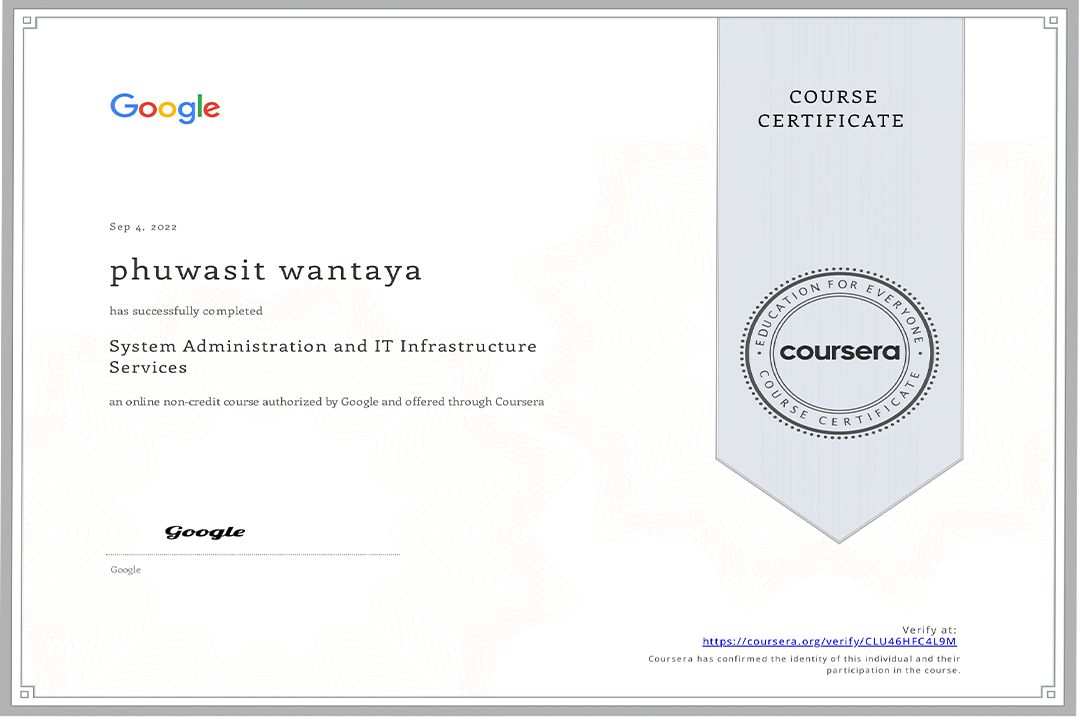 Google
COURSE
CERTIFICATE
Sep 4, 2022
phuwasit wantaya
has successfully completed
System Administration and IT Infrastructure
Services
an online non-credit course authorized by Google and offered through Coursera
EDUCATION FOR EVERYONE
coursera
COURSE CERTIFICATE
Google
Google
Verify at:
https://coursera.org/verify/CLU46HFC4L9M
Coursera has confirmed the identity of this individual and their
participation in the course.